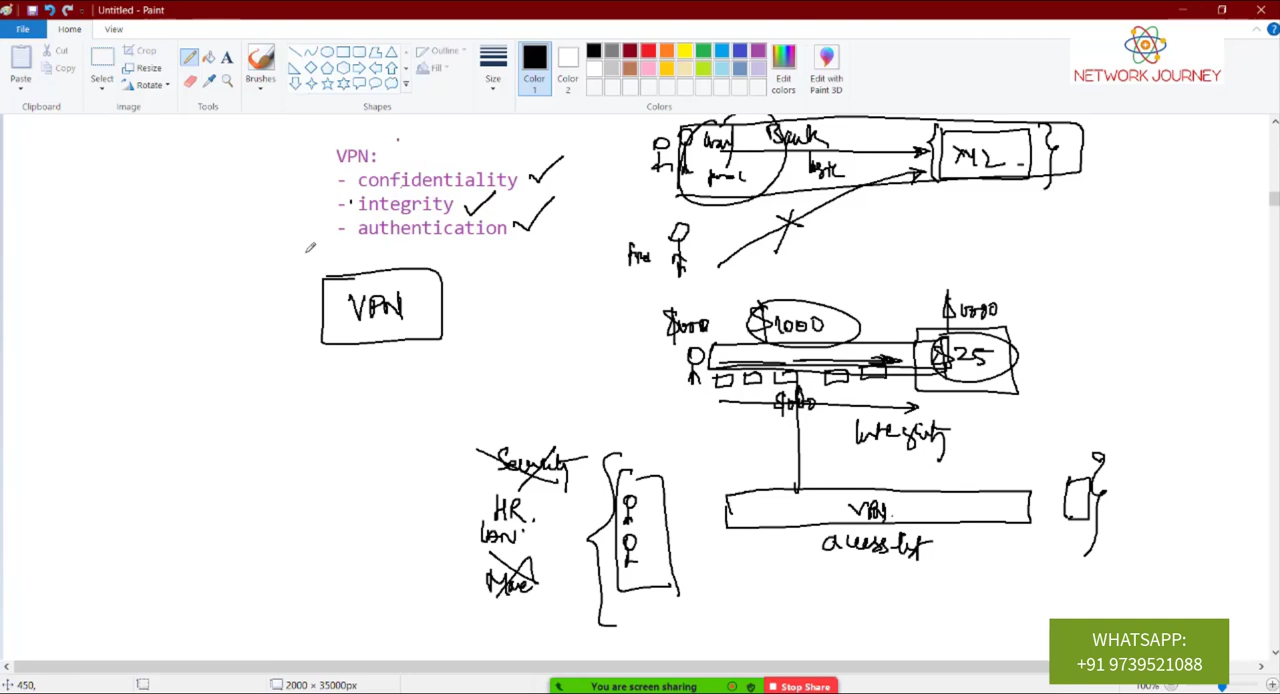 Untitled - Paint
File
Home
View
Paste
Cut
Copy
Clipboard
Select
Crop
Resize
Rotate
Image
Tools
Brushes
Shapes
Outline
Fill
Size
Color
1
Color
2
Colors
Edit
colors
Edit with
Paint 3D
NETWORK JOURNEY
VPN:
- confidentiality
- integrity
- authentication
VPN
Bank
XYZ
$1000
$1000
$25
Integrity
Security
HR
VPN
450,
2000 × 35000px
You are screen sharing
Stop Share
100%
WHATSAPP:
+91 9739521088